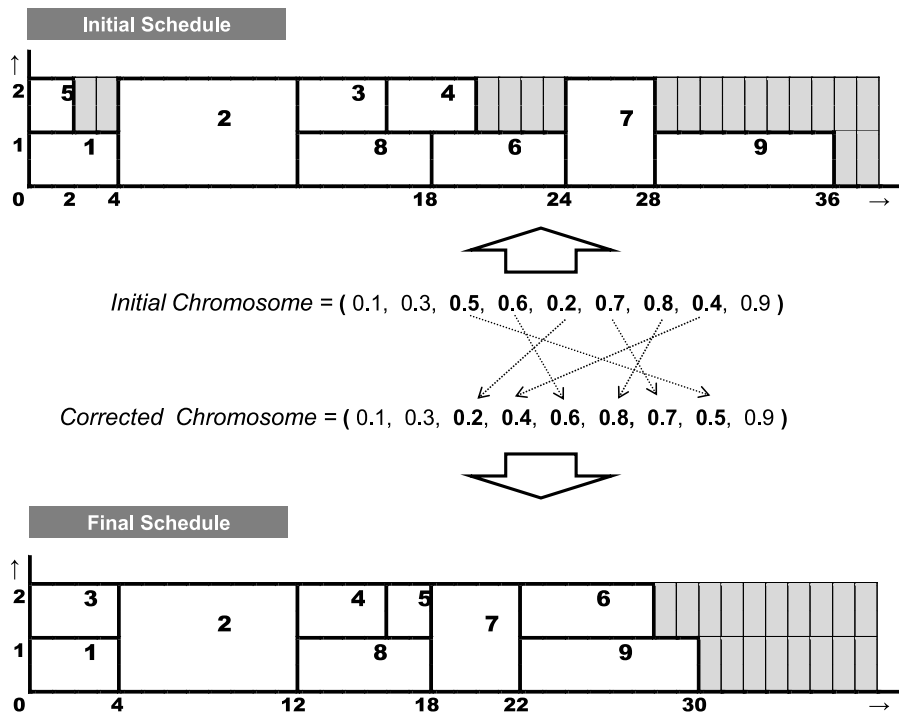 Initial Schedule
↑
2 5 3 4
2 7
1 1 8 6 9
0 2 4 18 24 28 36 →
Initial Chromosome = ( 0.1, 0.3, 0.5, 0.6, 0.2, 0.7, 0.8, 0.4, 0.9 )
Corrected Chromosome = ( 0.1, 0.3, 0.2, 0.4, 0.6, 0.8, 0.7, 0.5, 0.9 )
Final Schedule
↑
2 3 4 5 6
2 7
1 1 8 9
0 4 12 18 22 30 →